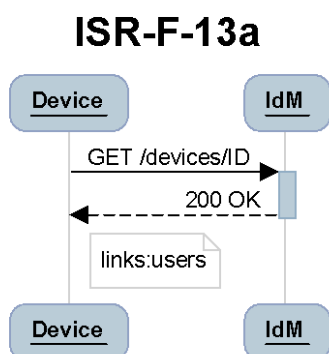 ISR-F-13a
Device
IdM
GET /devices/ID
200 OK
links:users
Device
IdM